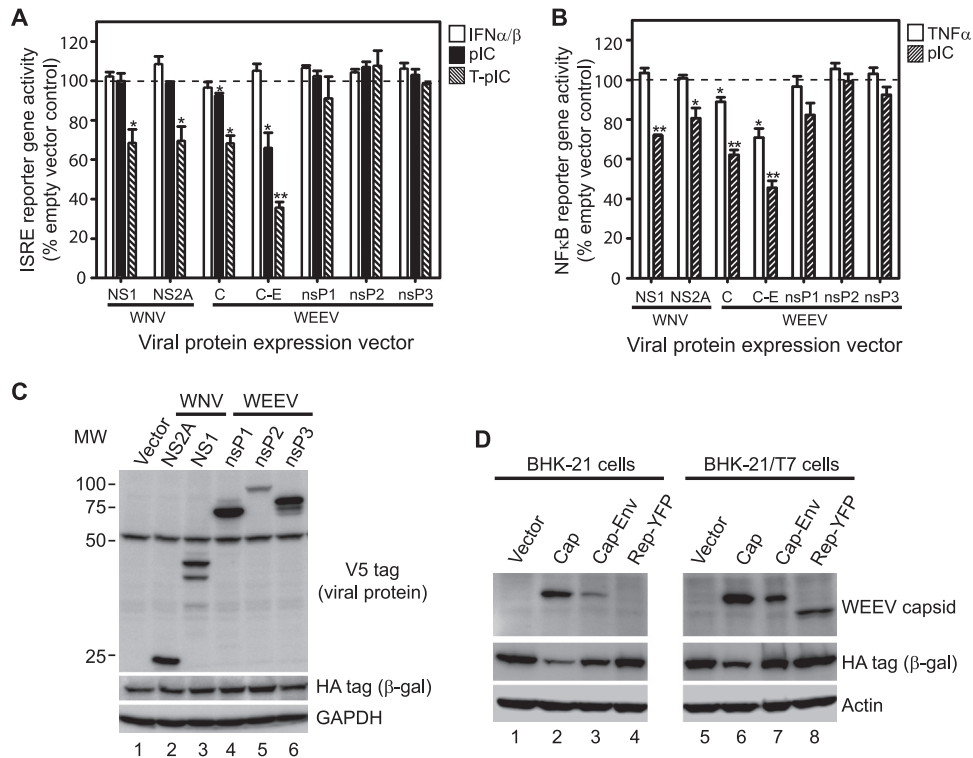 A
ISRE reporter gene activity
(% empty vector control)
120
100
80
60
40
20
0
IFNα/β
pIC
T-pIC
*
*
*
*
*
**
NS1
NS2A
C
C-E
nsP1
nsP2
nsP3
WNV
WEEV
Viral protein expression vector
B
NFκB reporter gene activity
(% empty vector control)
120
100
80
60
40
20
0
TNFα
pIC
**
*
*
**
*
**
NS1
NS2A
C
C-E
nsP1
nsP2
nsP3
WNV
WEEV
Viral protein expression vector
C
WNV
WEEV
MW
Vector
NS2A
NS1
nsP1
nsP2
nsP3
100
75
50
25
V5 tag
(viral protein)
HA tag (β-gal)
GAPDH
1 2 3 4 5 6
D
BHK-21 cells
BHK-21/T7 cells
Vector
Cap
Cap-Env
Rep-YFP
Vector
Cap
Cap-Env
Rep-YFP
WEEV capsid
HA tag (β-gal)
Actin
1 2 3 4 5 6 7 8